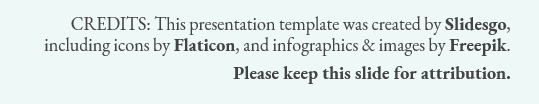 CREDITS: This presentation template was created by Slidesgo,
including icons by Flaticon, and infographics & images by Freepik.
Please keep this slide for attribution.